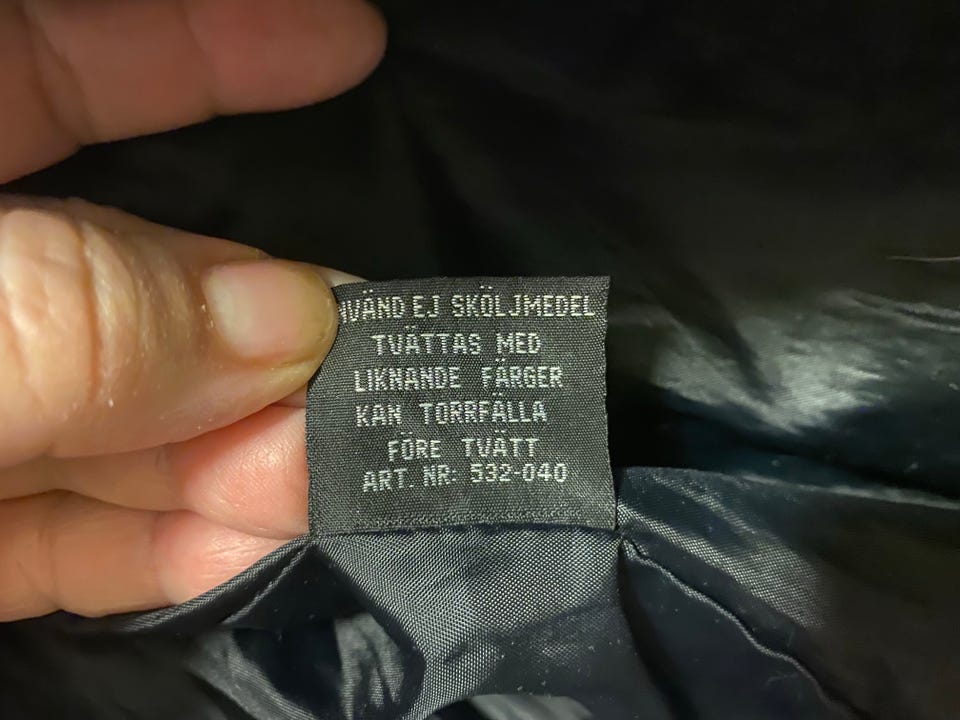 NVÄND EJ SKÖLJMEDEL
TVÄTTAS MED
LIKNANDE FÄRGER
KAN TORRFÄLLA
FÖRE TVÄTT
ART. NR: 532-040